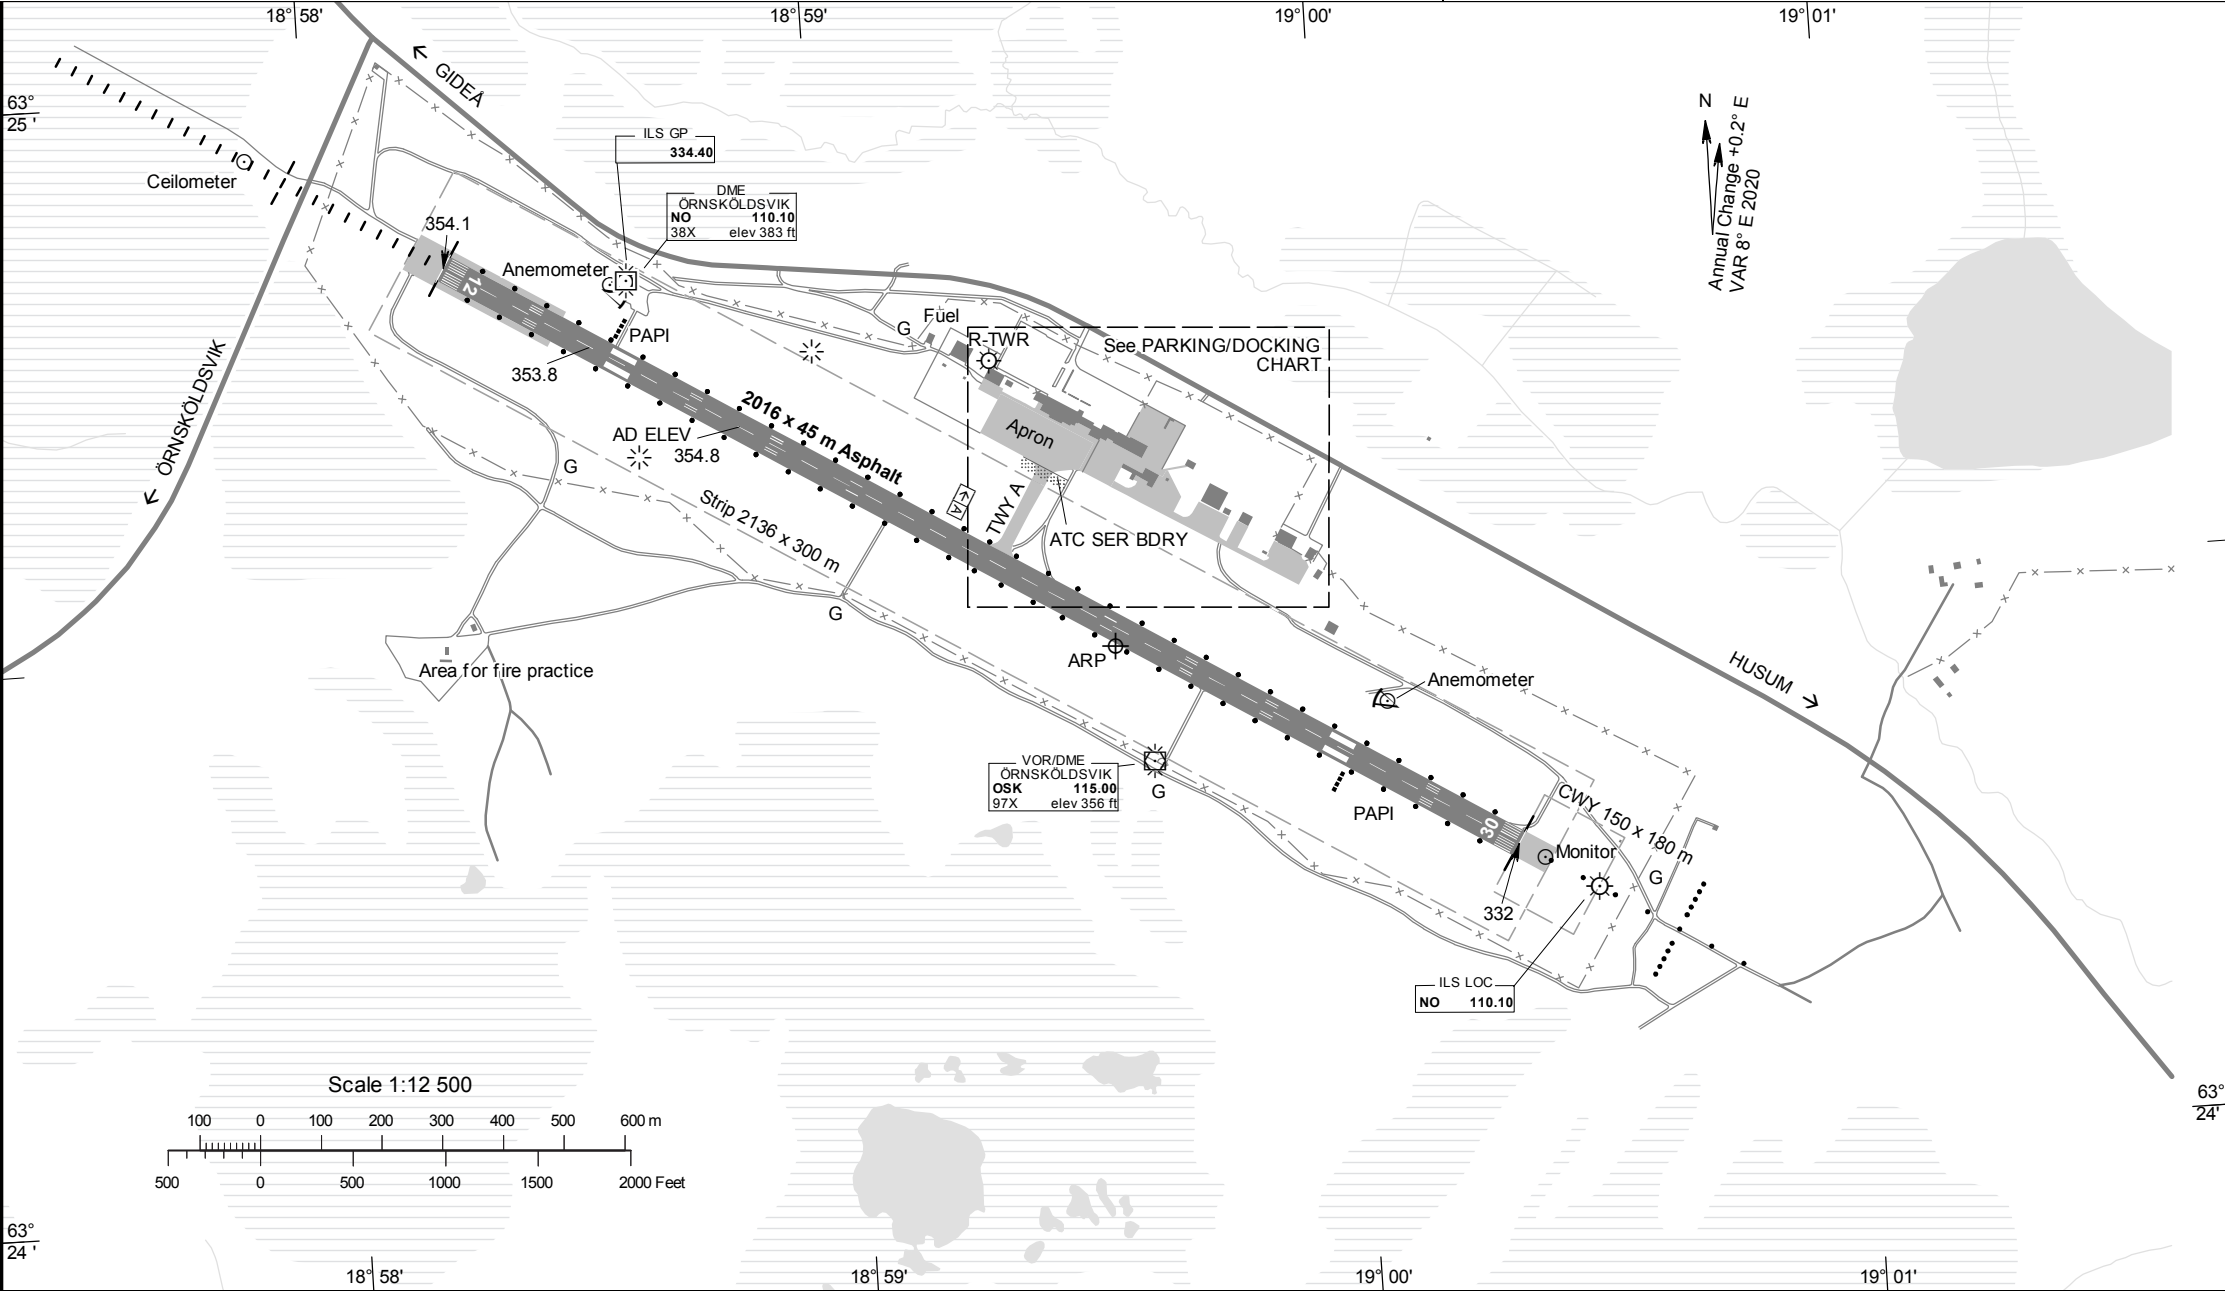 18° 58'
18° 59'
19° 00'
19° 01'
63°
25 '
GIDEÅ
N
Annual Change +0.2° E
VAR 8° E 2020
ILS GP
334.40
Ceilometer
DME
ÖRNSKÖLDSVIK
NO 110.10
38X elev 383 ft
354.1
12
Anemometer
PAPI
Fuel
G
R-TWR
See PARKING/DOCKING
CHART
353.8
2016 x 45 m Asphalt
AD ELEV
354.8
Apron
ÖRNSKÖLDSVIK
G
Strip 2136 x 300 m
A
TWY A
ATC SER BDRY
G
Area for fire practice
ARP
Anemometer
HUSUM
VOR/DME
ÖRNSKÖLDSVIK
OSK 115.00
97X elev 356 ft
G
PAPI
CWY 150 x 180 m
30
Monitor
G
332
ILS LOC
NO 110.10
Scale 1:12 500
100 0 100 200 300 400 500 600 m
500 0 500 1000 1500 2000 Feet
63°
24'
63°
24 '
18° 58'
18° 59'
19° 00'
19° 01'